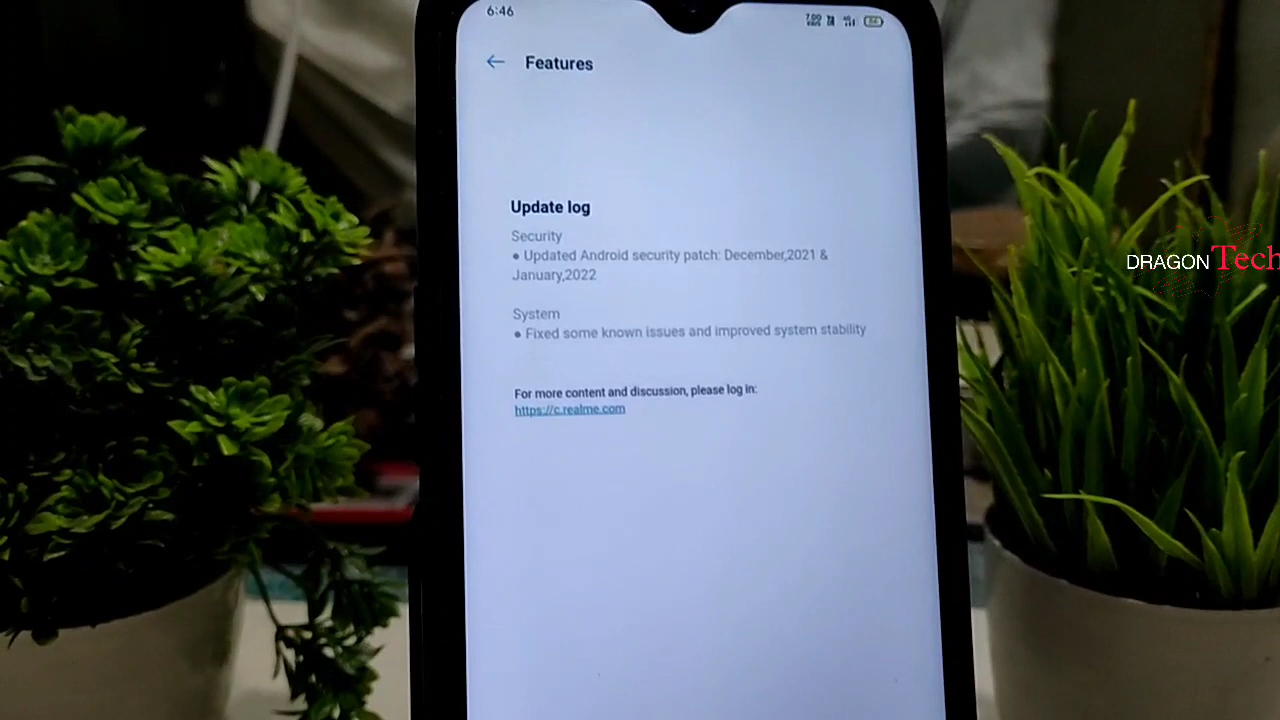 6:46
Features
Update log
Security
● Updated Android security patch: December,2021 &
January,2022
System
● Fixed some known issues and improved system stability
For more content and discussion, please log in:
https://c.realme.com
DRAGON Tech